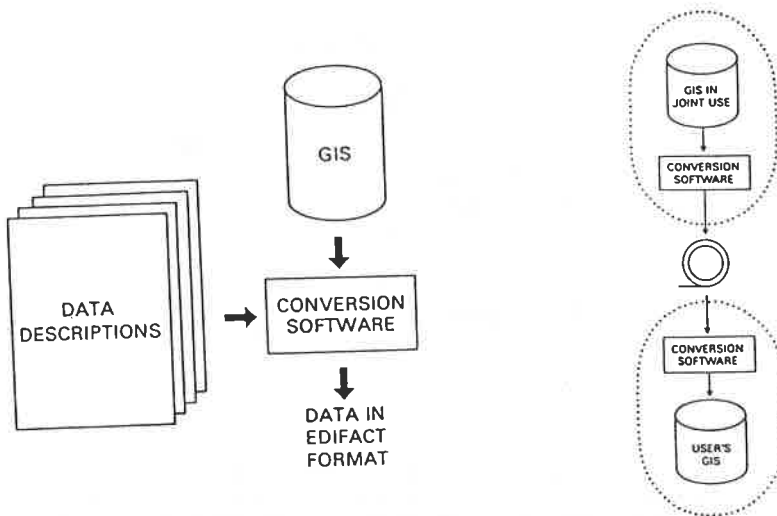 GIS
DATA
DESCRIPTIONS
CONVERSION
SOFTWARE
DATA IN
EDIFACT
FORMAT
GIS IN
JOINT USE
CONVERSION
SOFTWARE
CONVERSION
SOFTWARE
USER'S
GIS